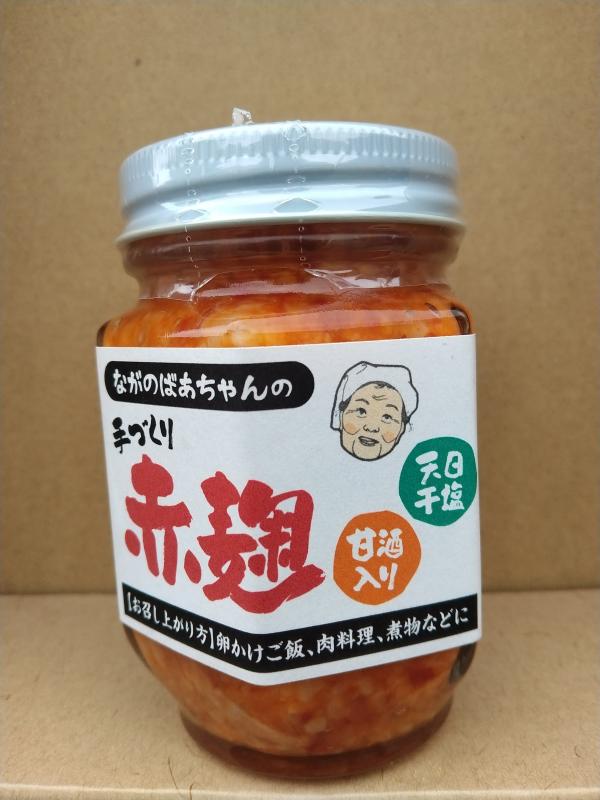 ながのばあちゃんの
手づくり
赤麹
天日
干塩
甘酒
入り
【お召し上がり方】卵かけご飯、肉料理、煮物などに